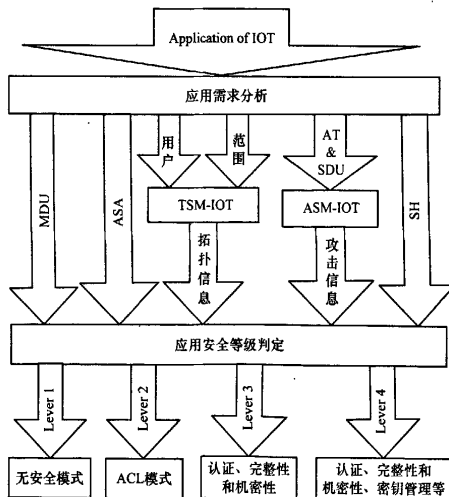 Application of IOT
应用需求分析
MDU
ASA
用户
范围
AT
&
SDU
SH
TSM-IOT
ASM-IOT
拓扑信息
攻击信息
应用安全等级判定
Lever 1
Lever 2
Lever 3
Lever 4
无安全模式
ACL模式
认证、完整性
和机密性
认证、完整性和
机密性、密钥管理等